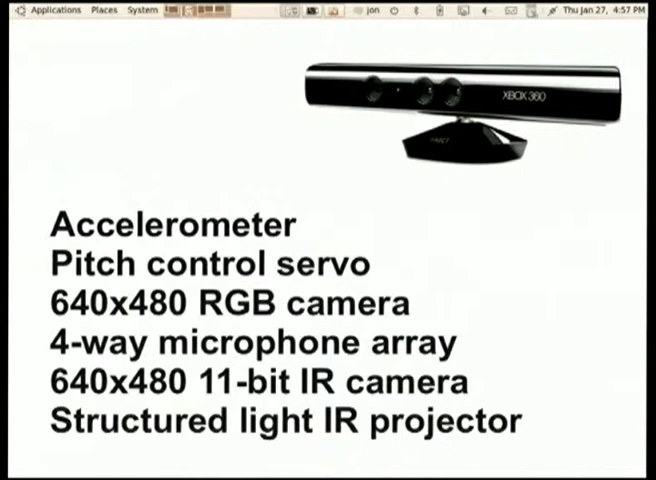 Applications Places System jon Thu Jan 27, 4:57 PM
XBOX 360
Accelerometer
Pitch control servo
640x480 RGB camera
4-way microphone array
640x480 11-bit IR camera
Structured light IR projector